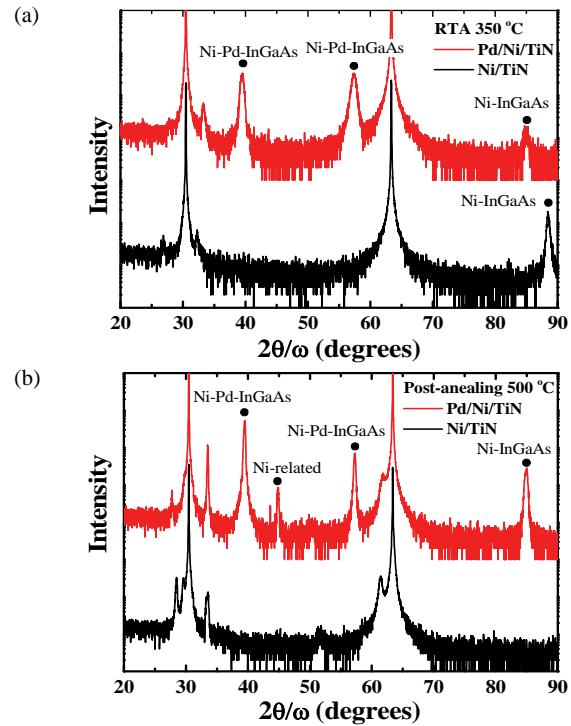 (a)
RTA 350 °C
Pd/Ni/TiN
Ni/TiN
Ni-Pd-InGaAs
Ni-Pd-InGaAs
Ni-InGaAs
Ni-InGaAs
Intensity
20 30 40 50 60 70 80 90
2θ/ω (degrees)
(b)
Post-anealing 500 °C
Pd/Ni/TiN
Ni/TiN
Ni-Pd-InGaAs
Ni-Pd-InGaAs
Ni-InGaAs
Ni-related
Intensity
20 30 40 50 60 70 80 90
2θ/ω (degrees)